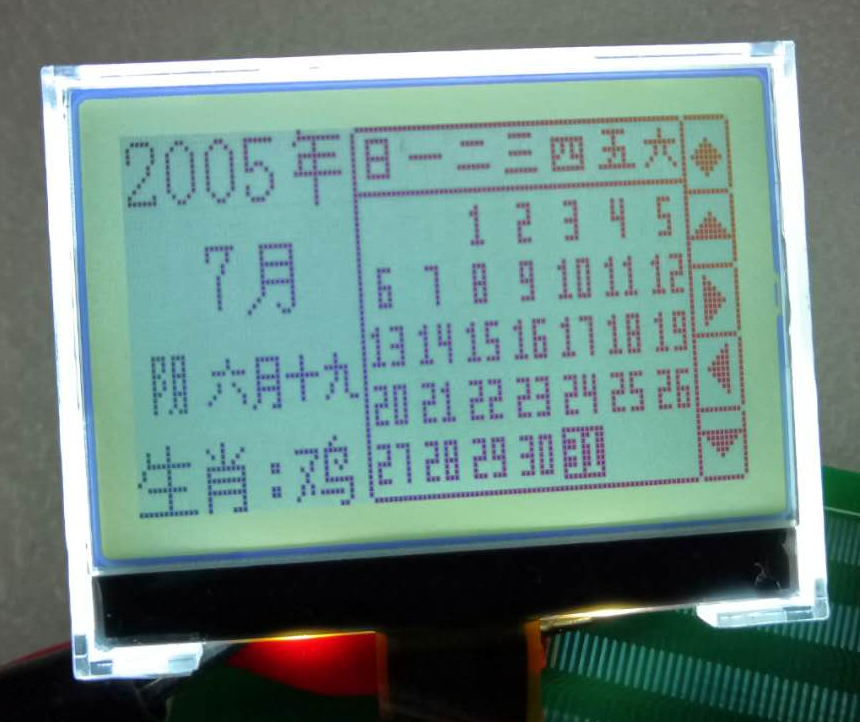 2005年
7月
阴 六月十九
生肖:鸡
日 一 二 三 四 五 六
1 2 3 4 5
6 7 8 9 10 11 12
13 14 15 16 17 18 19
20 21 22 23 24 25 26
27 28 29 30 31